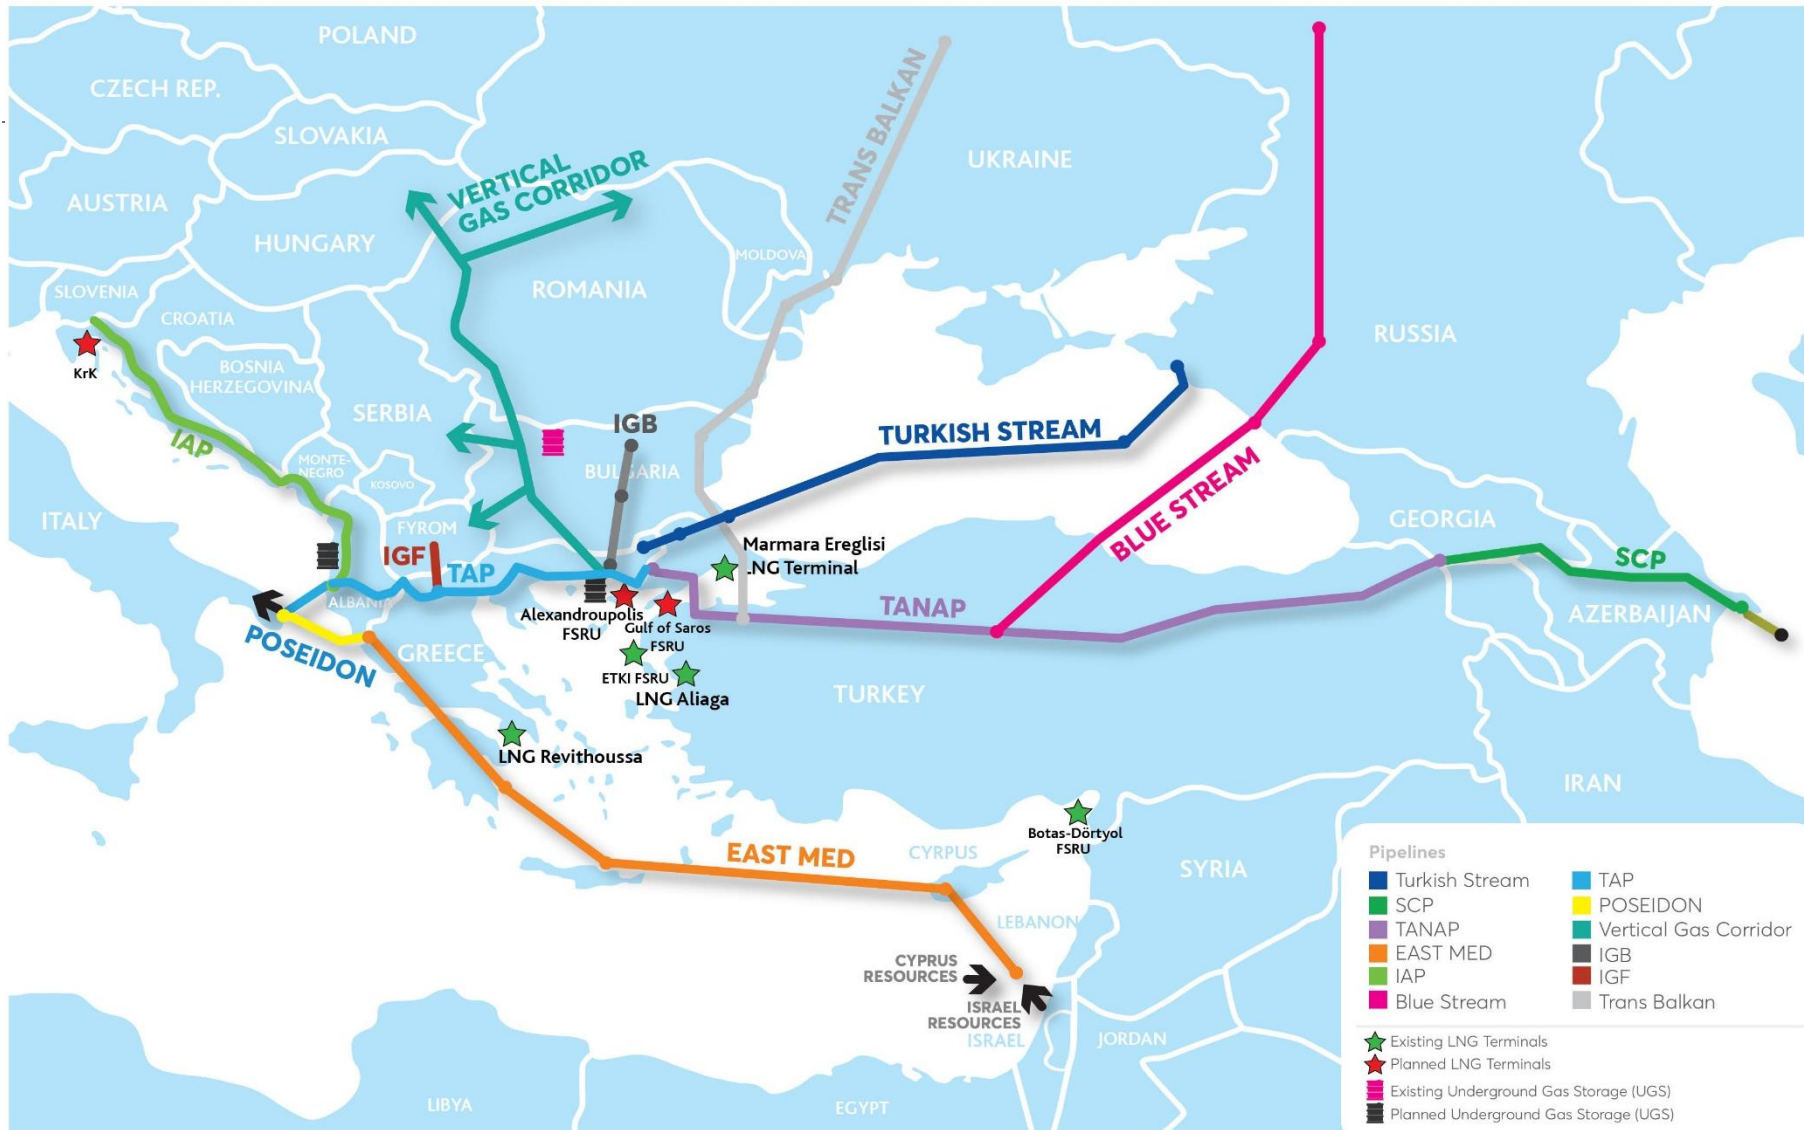 POLAND
CZECH REP.
SLOVAKIA
UKRAINE
AUSTRIA
VERTICAL
GAS CORRIDOR
TRANS BALKAN
HUNGARY
MOLDOVA
ROMANIA
SLOVENIA
CROATIA
RUSSIA
KrK
BOSNIA
HERZEGOVINA
SERBIA
IAP
IGB
TURKISH STREAM
BULGARIA
MONTE-
NEGRO
KOSOVO
BLUE STREAM
ITALY
FYROM
GEORGIA
IGF
TAP
Marmara Ereglisi
LNG Terminal
SCP
ALBANIA
TANAP
AZERBAIJAN
Alexandroupolis
FSRU
Gulf of Saros
FSRU
POSEIDON
GREECE
ETKI FSRU
LNG Aliaga
TURKEY
LNG Revithoussa
IRAN
Botas-Dörtyol
FSRU
EAST MED
CYRPUS
SYRIA
LEBANON
CYPRUS
RESOURCES
ISRAEL
RESOURCES
ISRAEL
JORDAN
LIBYA
EGYPT
Pipelines
Turkish Stream
SCP
TANAP
EAST MED
IAP
Blue Stream
TAP
POSEIDON
Vertical Gas Corridor
IGB
IGF
Trans Balkan
Existing LNG Terminals
Planned LNG Terminals
Existing Underground Gas Storage (UGS)
Planned Underground Gas Storage (UGS)